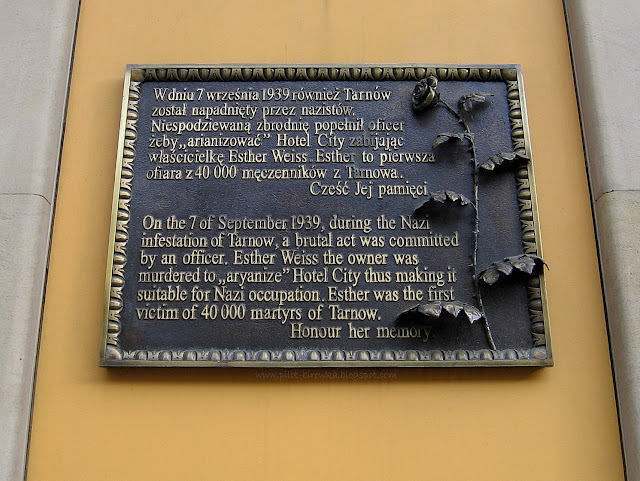 W dniu 7 września 1939 również Tarnów
został napadnięty przez nazistów.
Niespodziewaną zbrodnię popełnił oficer
żeby „arianizować” Hotel City zabijając
właścicielkę Esther Weiss. Esther to pierwsza
ofiara z 40 000 męczenników z Tarnowa.
Cześć Jej pamięci
On the 7 of September 1939, during the Nazi
infestation of Tarnow, a brutal act was committed
by an officer. Esther Weiss the owner was
murdered to „aryanize” Hotel City thus making it
suitable for Nazi occupation. Esther was the first
victim of 40 000 martyrs of Tarnow.
Honour her memory.